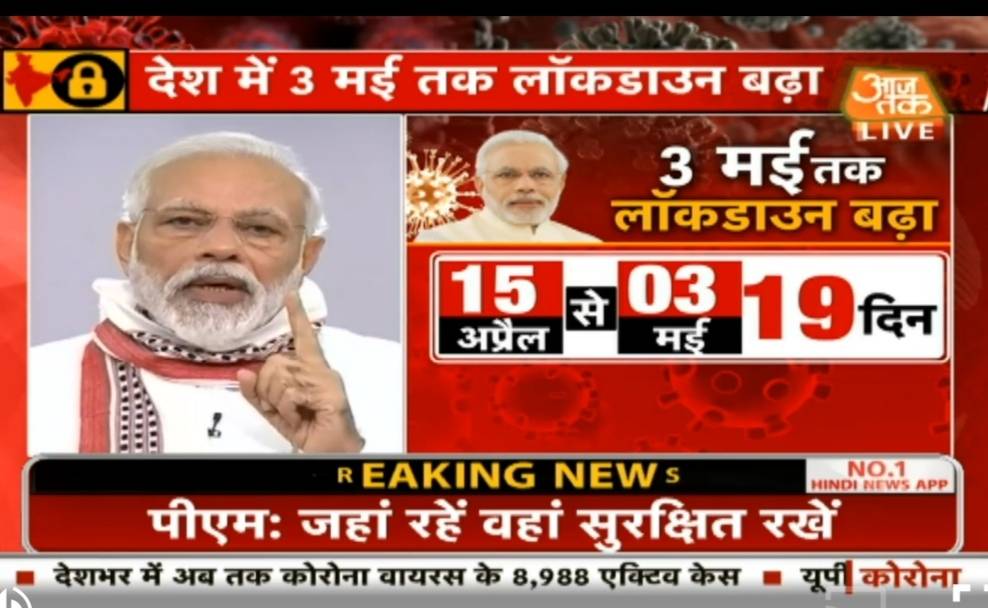 देश में 3 मई तक लॉकडाउन बढ़ा
आज
तक
LIVE
3 मई तक
लॉकडाउन बढ़ा
15 से 03 19 दिन
अप्रैल मई
REAKING NEWS
NO.1
HINDI NEWS APP
पीएम: जहां रहें वहां सुरक्षित रखें
देशभर में अब तक कोरोना वायरस के 8,988 एक्टिव केस यूपी कोरोना